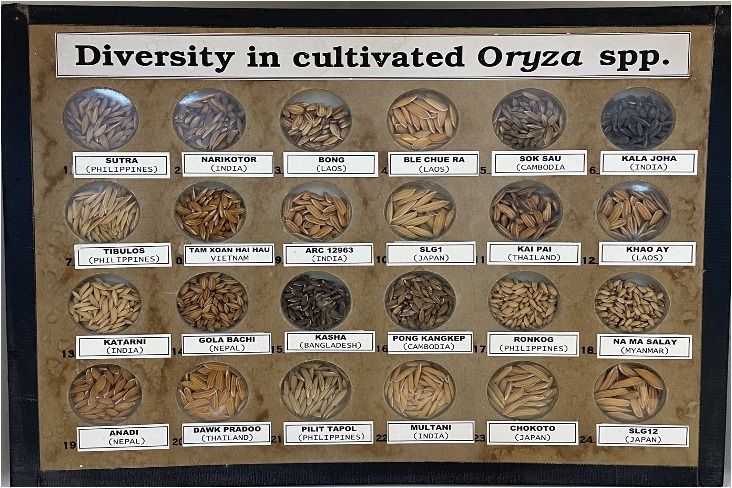 Diversity in cultivated Oryza spp.
1. SUTRA
(PHILIPPINES)
2. NARIKOTOR
(INDIA)
3. BONG
(LAOS)
4. BLE CHUE RA
(LAOS)
5. SOK SAU
(CAMBODIA
6. KALA JOHA
(INDIA)
7. TIBULOS
(PHILIPPINES)
8. TAM XOAN HAI HAU
VIETNAM
9. ARC 12963
(INDIA)
10. SLG1
(JAPAN)
11. KAI PAI
(THAILAND)
12. KHAO AY
(LAOS)
13. KATARNI
(INDIA)
14. GOLA BACHI
(NEPAL)
15. KASHA
(BANGLADESH)
16. PONG KANGKEP
(CAMBODIA)
17. RONKOG
(PHILIPPINES)
18. NA MA SALAY
(MYANMAR)
19. ANADI
(NEPAL)
20. DAWK PRADOO
(THAILAND)
21. PILIT TAPOL
(PHILIPPINES)
22. MULTANI
(INDIA)
23. CHOKOTO
(JAPAN)
24. SLG12
(JAPAN)